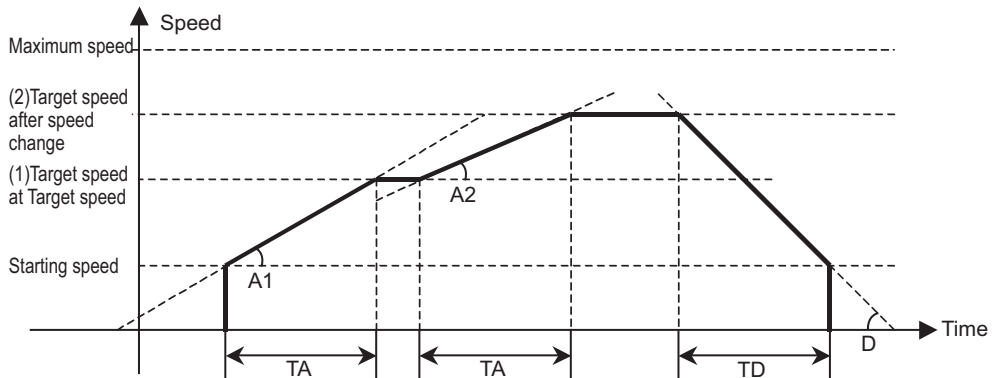 Speed
Maximum speed
(2)Target speed
after speed
change
(1)Target speed
at Target speed
A2
Starting speed
A1
Time
D
TA
TA
TD